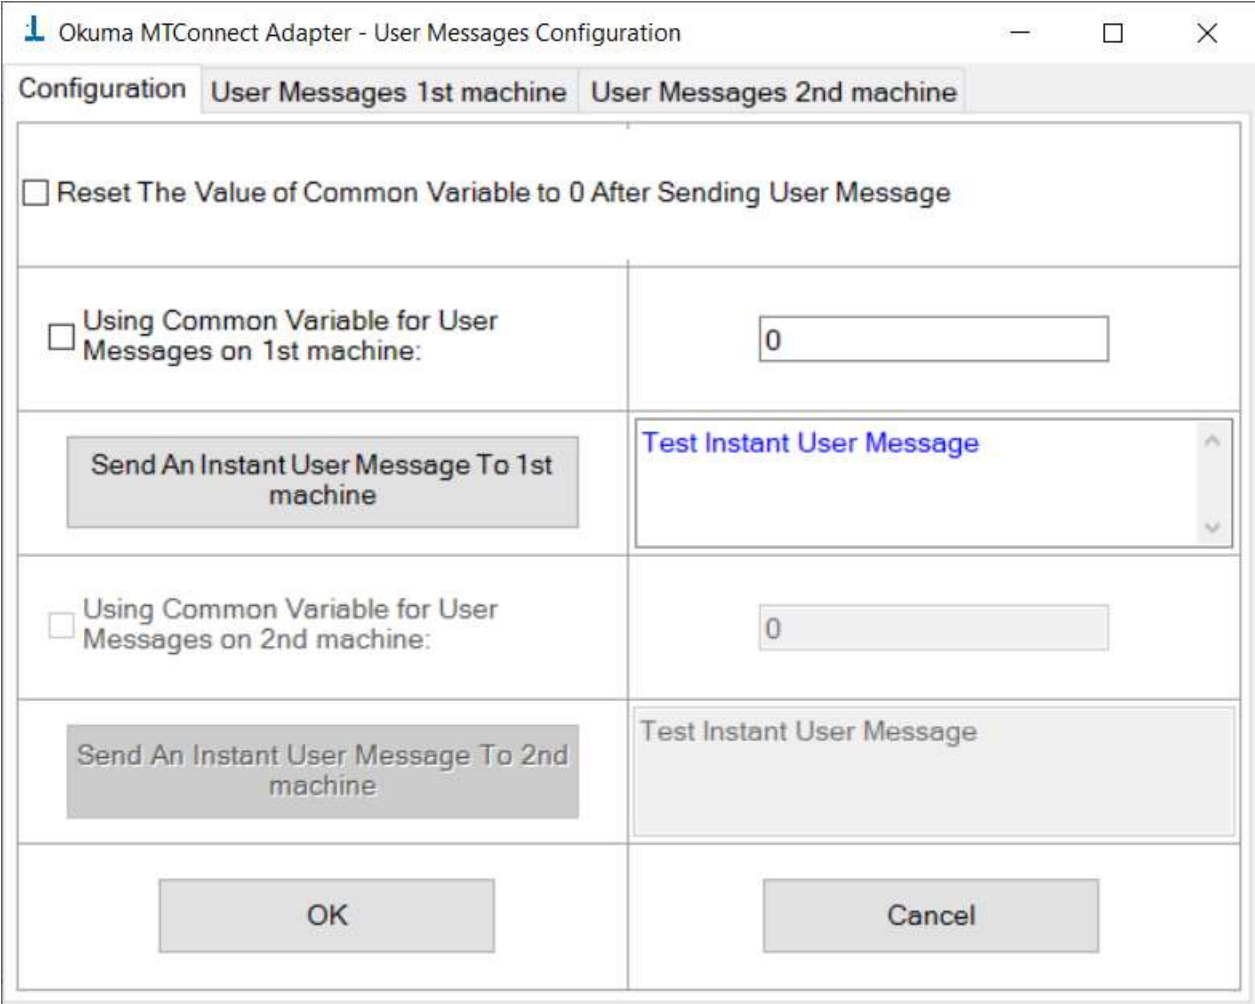 Okuma MTConnect Adapter - User Messages Configuration
Configuration User Messages 1st machine User Messages 2nd machine
Reset The Value of Common Variable to 0 After Sending User Message
Using Common Variable for User
Messages on 1st machine:
0
Send An Instant User Message To 1st
machine
Test Instant User Message
Using Common Variable for User
Messages on 2nd machine:
0
Send An Instant User Message To 2nd
machine
Test Instant User Message
OK
Cancel